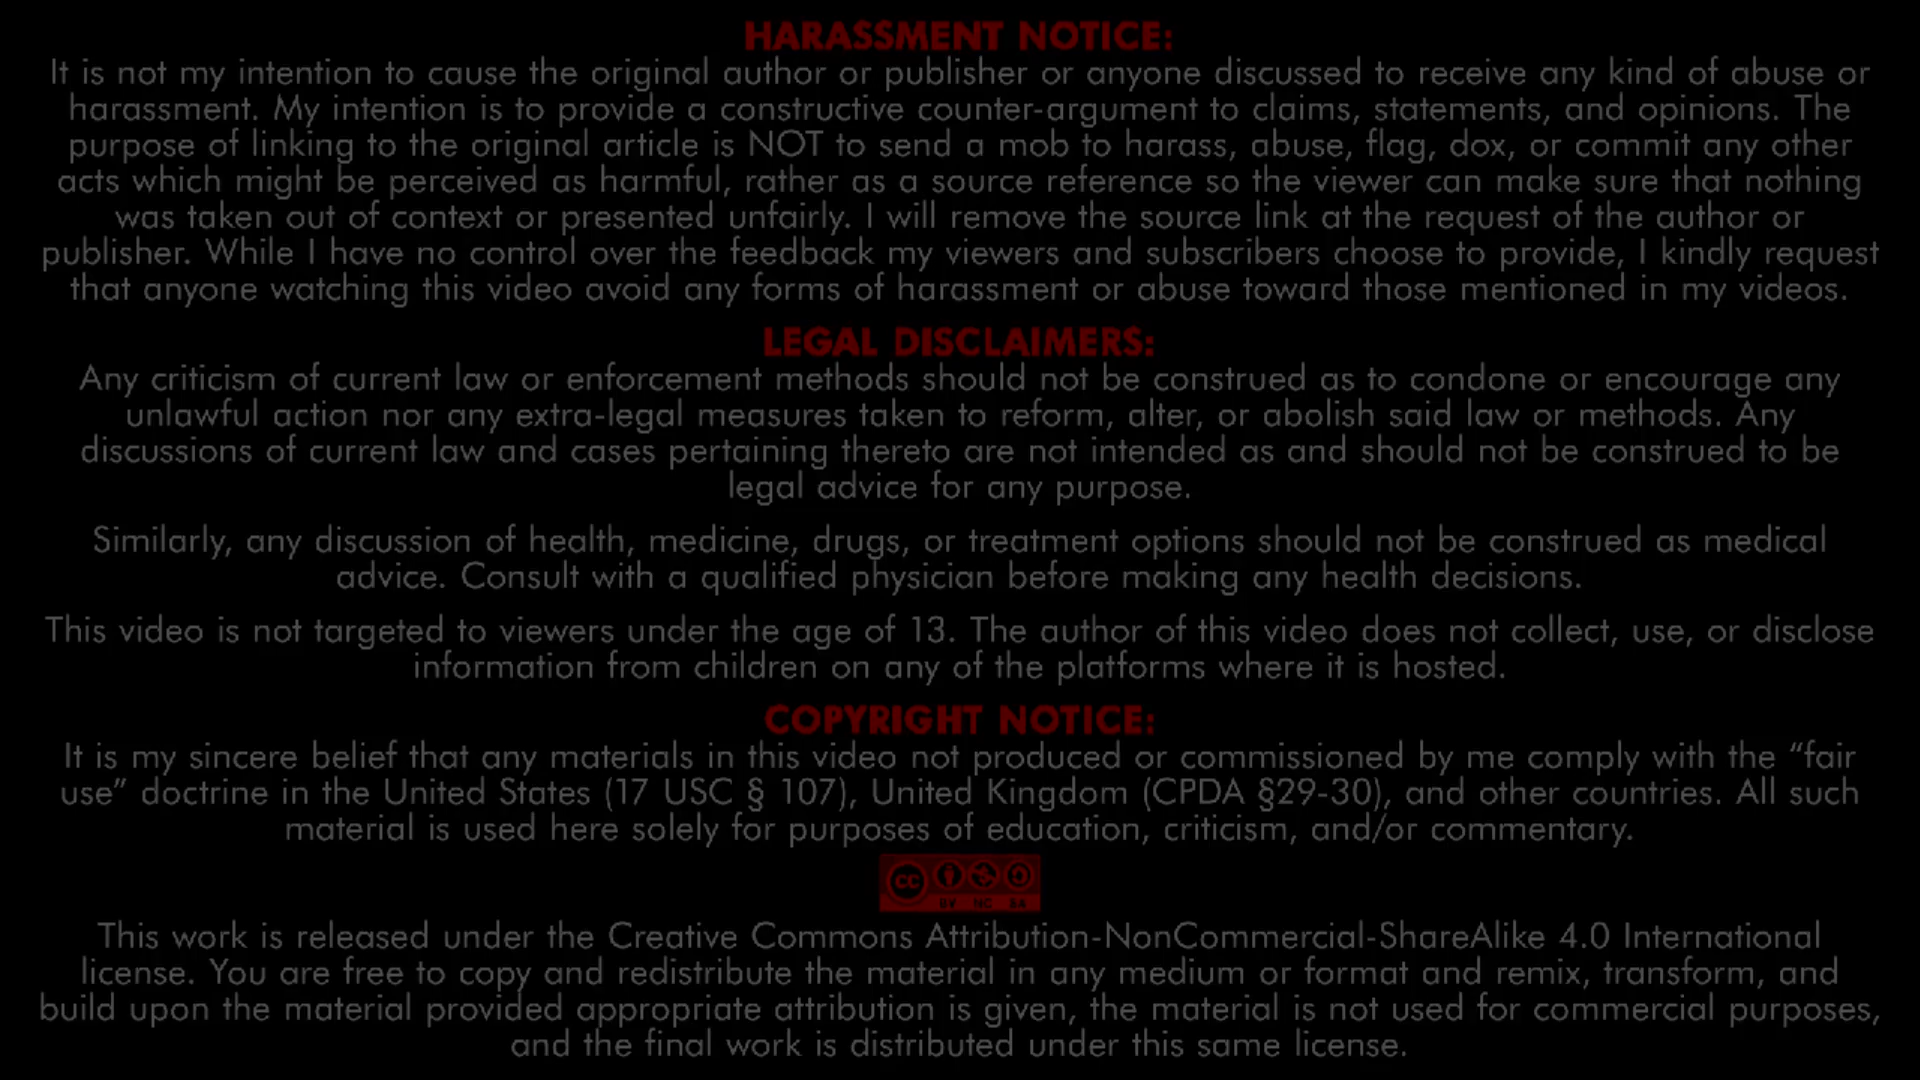 HARASSMENT NOTICE:
It is not my intention to cause the original author or publisher or anyone discussed to receive any kind of abuse or
harassment. My intention is to provide a constructive counter-argument to claims, statements, and opinions. The
purpose of linking to the original article is NOT to send a mob to harass, abuse, flag, dox, or commit any other
acts which might be perceived as harmful, rather as a source reference so the viewer can make sure that nothing
was taken out of context or presented unfairly. I will remove the source link at the request of the author or
publisher. While I have no control over the feedback my viewers and subscribers choose to provide, I kindly request
that anyone watching this video avoid any forms of harassment or abuse toward those mentioned in my videos.
LEGAL DISCLAIMERS:
Any criticism of current law or enforcement methods should not be construed as to condone or encourage any
unlawful action nor any extra-legal measures taken to reform, alter, or abolish said law or methods. Any
discussions of current law and cases pertaining thereto are not intended as and should not be construed to be
legal advice for any purpose.
Similarly, any discussion of health, medicine, drugs, or treatment options should not be construed as medical
advice. Consult with a qualified physician before making any health decisions.
This video is not targeted to viewers under the age of 13. The author of this video does not collect, use, or disclose
information from children on any of the platforms where it is hosted.
COPYRIGHT NOTICE:
It is my sincere belief that any materials in this video not produced or commissioned by me comply with the “fair
use” doctrine in the United States (17 USC § 107), United Kingdom (CPDA §29-30), and other countries. All such
material is used here solely for purposes of education, criticism, and/or commentary.
CC
BY NC SA
This work is released under the Creative Commons Attribution-NonCommercial-ShareAlike 4.0 International
license. You are free to copy and redistribute the material in any medium or format and remix, transform, and
build upon the material provided appropriate attribution is given, the material is not used for commercial purposes,
and the final work is distributed under this same license.